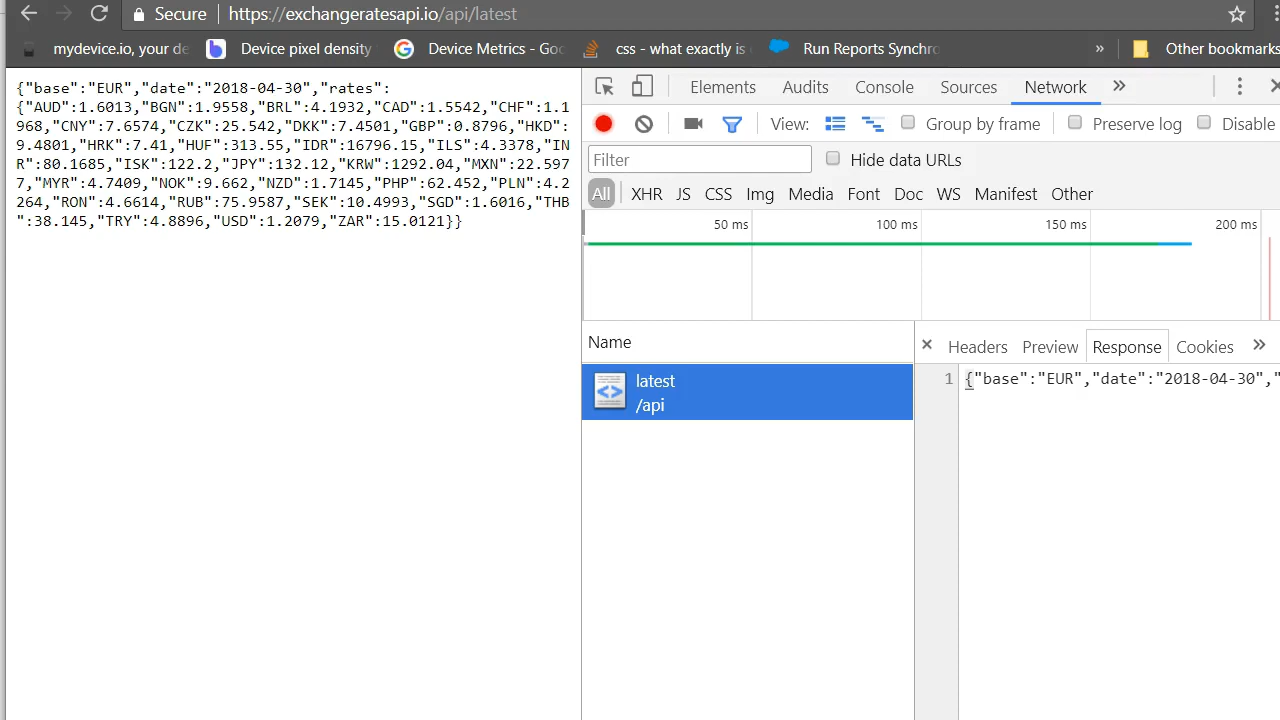 Secure
https://exchangeratesapi.io/api/latest
mydevice.io, your de
Device pixel density
Device Metrics - Goo
css - what exactly is
Run Reports Synchro
»
Other bookmarks
{"base":"EUR","date":"2018-04-30","rates":
{"AUD":1.6013,"BGN":1.9558,"BRL":4.1932,"CAD":1.5542,"CHF":1.1
968,"CNY":7.6574,"CZK":25.542,"DKK":7.4501,"GBP":0.8796,"HKD":
9.4801,"HRK":7.41,"HUF":313.55,"IDR":16796.15,"ILS":4.3378,"IN
R":80.1685,"ISK":122.2,"JPY":132.12,"KRW":1292.04,"MXN":22.597
7,"MYR":4.7409,"NOK":9.662,"NZD":1.7145,"PHP":62.452,"PLN":4.2
264,"RON":4.6614,"RUB":75.9587,"SEK":10.4993,"SGD":1.6016,"THB
":38.145,"TRY":4.8896,"USD":1.2079,"ZAR":15.0121}}
Elements Audits Console Sources Network »
View: Group by frame Preserve log Disable
Filter Hide data URLs
All XHR JS CSS Img Media Font Doc WS Manifest Other
50 ms 100 ms 150 ms 200 ms
Name
latest
/api
× Headers Preview Response Cookies »
1 {"base":"EUR","date":"2018-04-30","